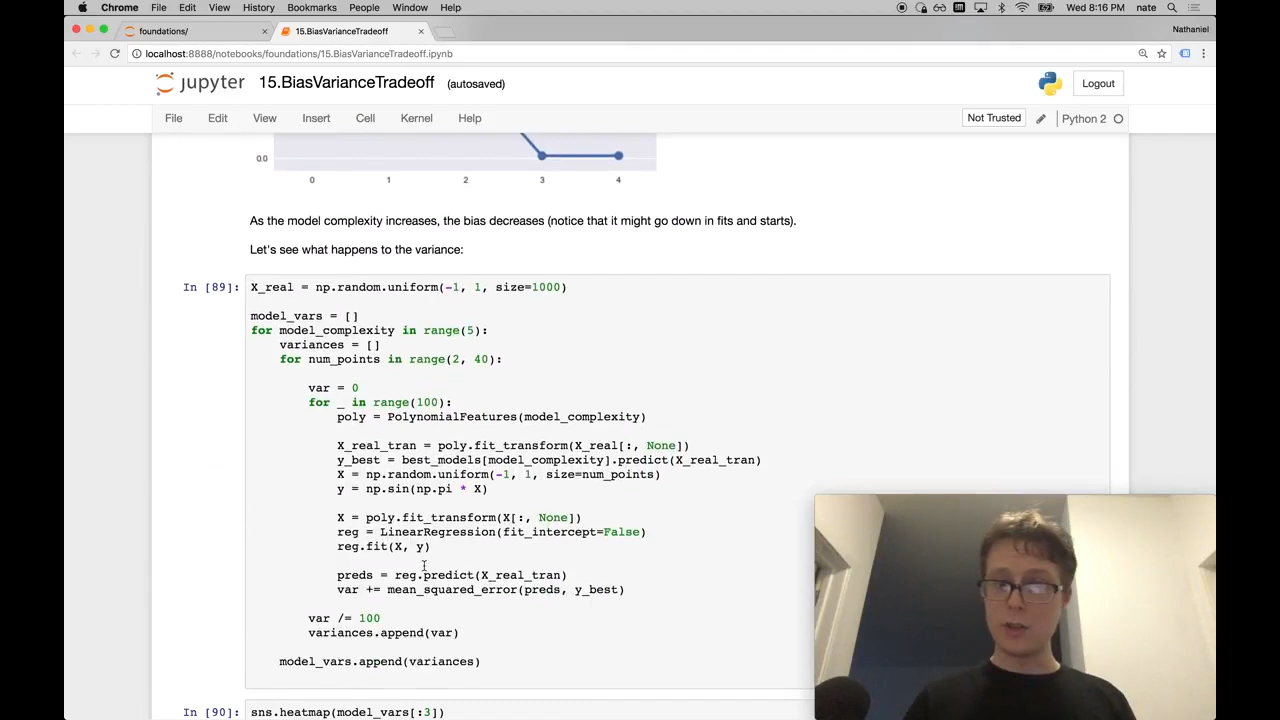 Chrome File Edit View History Bookmarks People Window Help Wed 8:16 PM nate
foundations/ 15.BiasVarianceTradeoff Nathaniel
localhost:8888/notebooks/foundations/15.BiasVarianceTradeoff.ipynb
jupyter 15.BiasVarianceTradeoff (autosaved) Logout
File Edit View Insert Cell Kernel Help Not Trusted Python 2
0.0
0 1 2 3 4
As the model complexity increases, the bias decreases (notice that it might go down in fits and starts).
Let's see what happens to the variance:
In [89]: X_real = np.random.uniform(-1, 1, size=1000)
model_vars = []
for model_complexity in range(5):
variances = []
for num_points in range(2, 40):
var = 0
for _ in range(100):
poly = PolynomialFeatures(model_complexity)
X_real_tran = poly.fit_transform(X_real[:, None])
y_best = best_models[model_complexity].predict(X_real_tran)
X = np.random.uniform(-1, 1, size=num_points)
y = np.sin(np.pi * X)
X = poly.fit_transform(X[:, None])
reg = LinearRegression(fit_intercept=False)
reg.fit(X, y)
preds = reg.predict(X_real_tran)
var += mean_squared_error(preds, y_best)
var /= 100
variances.append(var)
model_vars.append(variances)
In [90]: sns.heatmap(model_vars[:3])